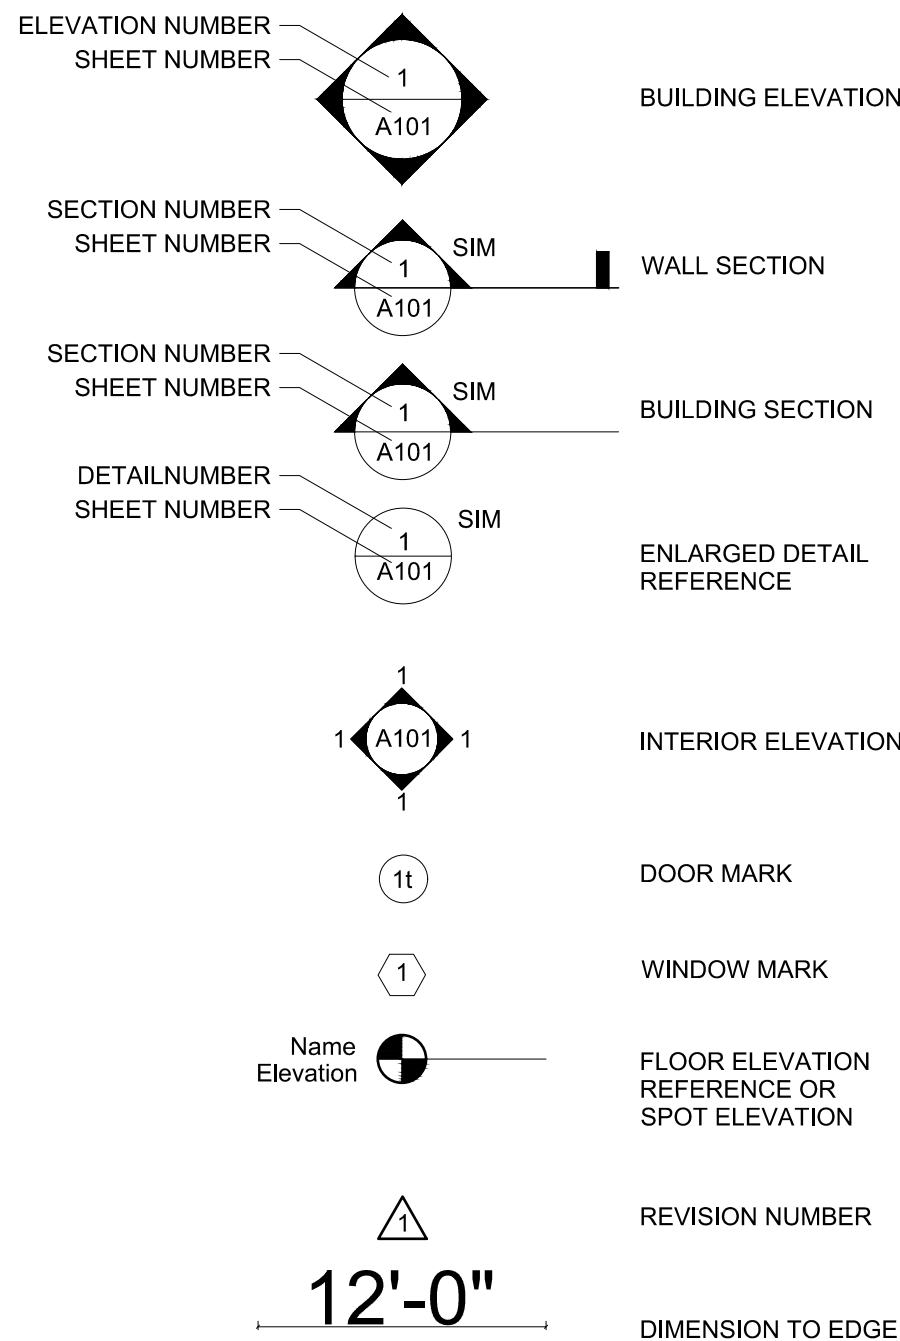 ELEVATION NUMBER
SHEET NUMBER
1
A101
BUILDING ELEVATION
SECTION NUMBER
SHEET NUMBER
1
A101
SIM
WALL SECTION
SECTION NUMBER
SHEET NUMBER
1
A101
SIM
BUILDING SECTION
DETAILNUMBER
SHEET NUMBER
1
A101
SIM
ENLARGED DETAIL
REFERENCE
1
1
A101
1
1
INTERIOR ELEVATION
1t
DOOR MARK
1
WINDOW MARK
Name
Elevation
FLOOR ELEVATION
REFERENCE OR
SPOT ELEVATION
1
REVISION NUMBER
12'-0"
DIMENSION TO EDGE